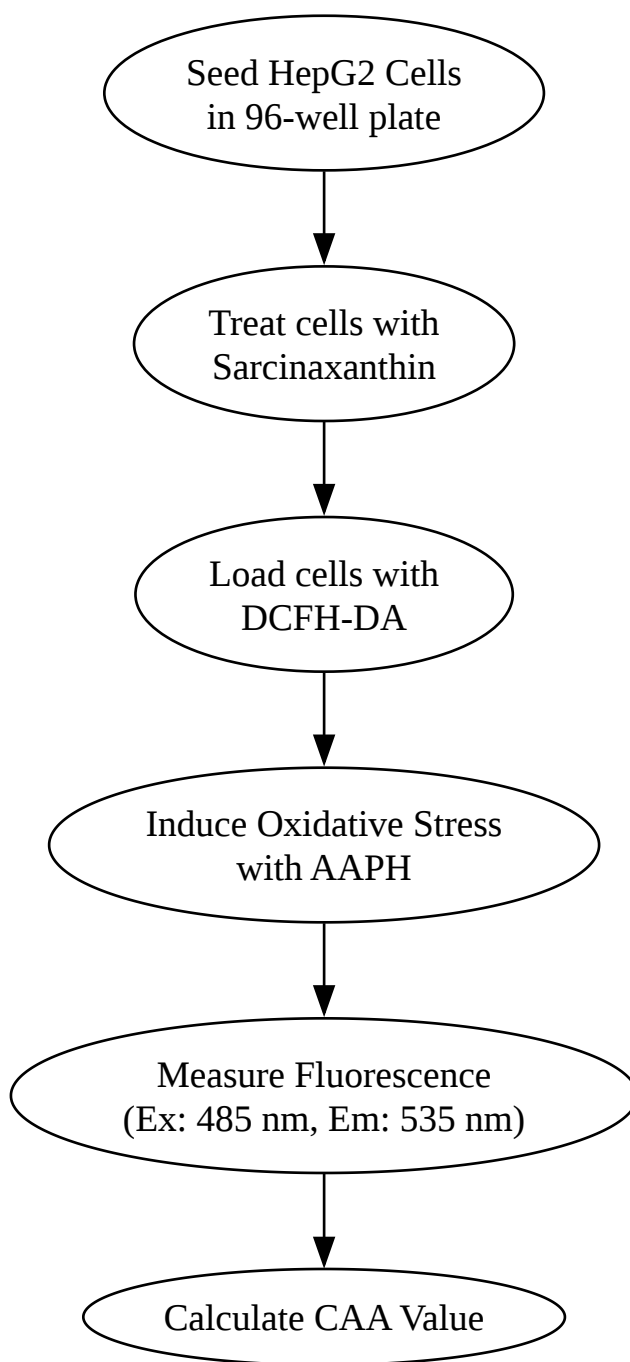 Seed HepG2 Cells
in 96-well plate
Treat cells with
Sarcinaxanthin
Load cells with
DCFH-DA
Induce Oxidative Stress
with AAPH
Measure Fluorescence
(Ex: 485 nm, Em: 535 nm)
Calculate CAA Value